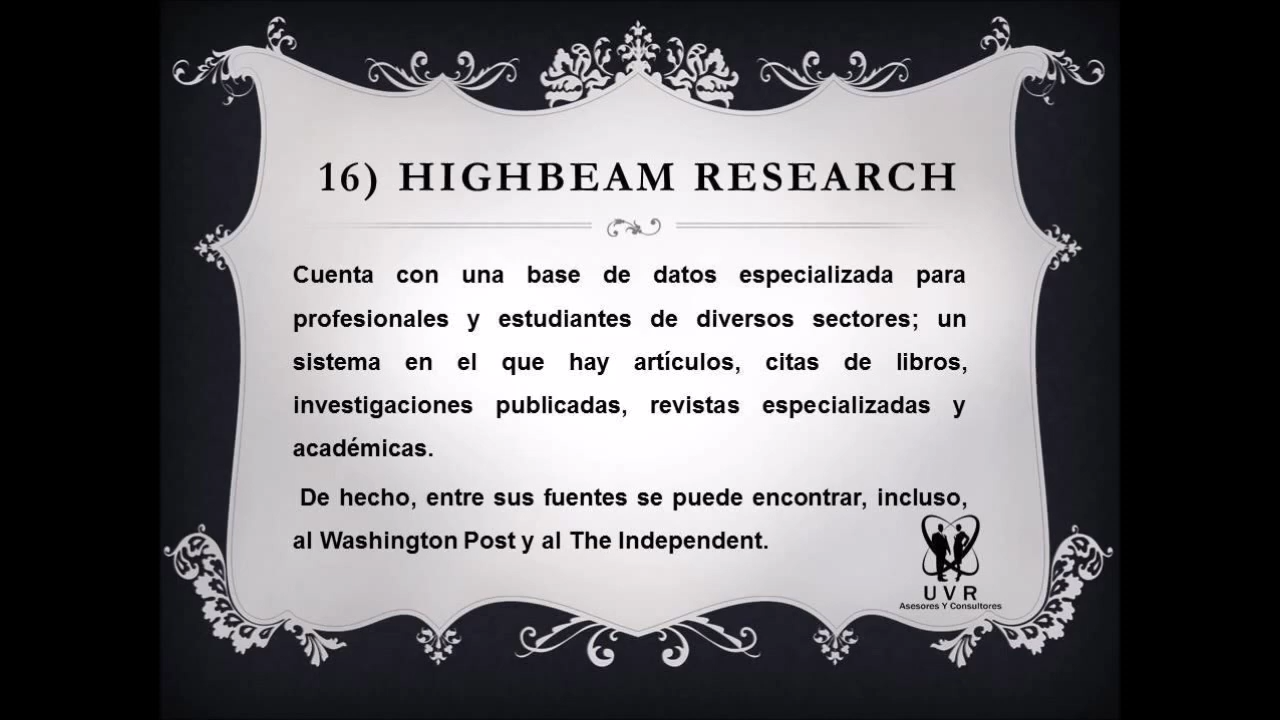 16) HIGHBEAM RESEARCH
Cuenta con una base de datos especializada para
profesionales y estudiantes de diversos sectores; un
sistema en el que hay artículos, citas de libros,
investigaciones publicadas, revistas especializadas y
académicas.
De hecho, entre sus fuentes se puede encontrar, incluso,
al Washington Post y al The Independent.
UVR
Asesores Y Consultores